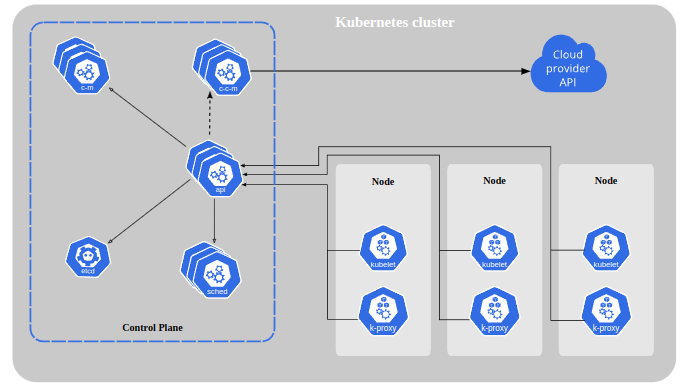 Kubernetes cluster
c-m
c-c-m
Cloud
provider
API
api
Node
Node
Node
etcd
sched
kubelet
kubelet
kubelet
k-proxy
k-proxy
k-proxy
Control Plane